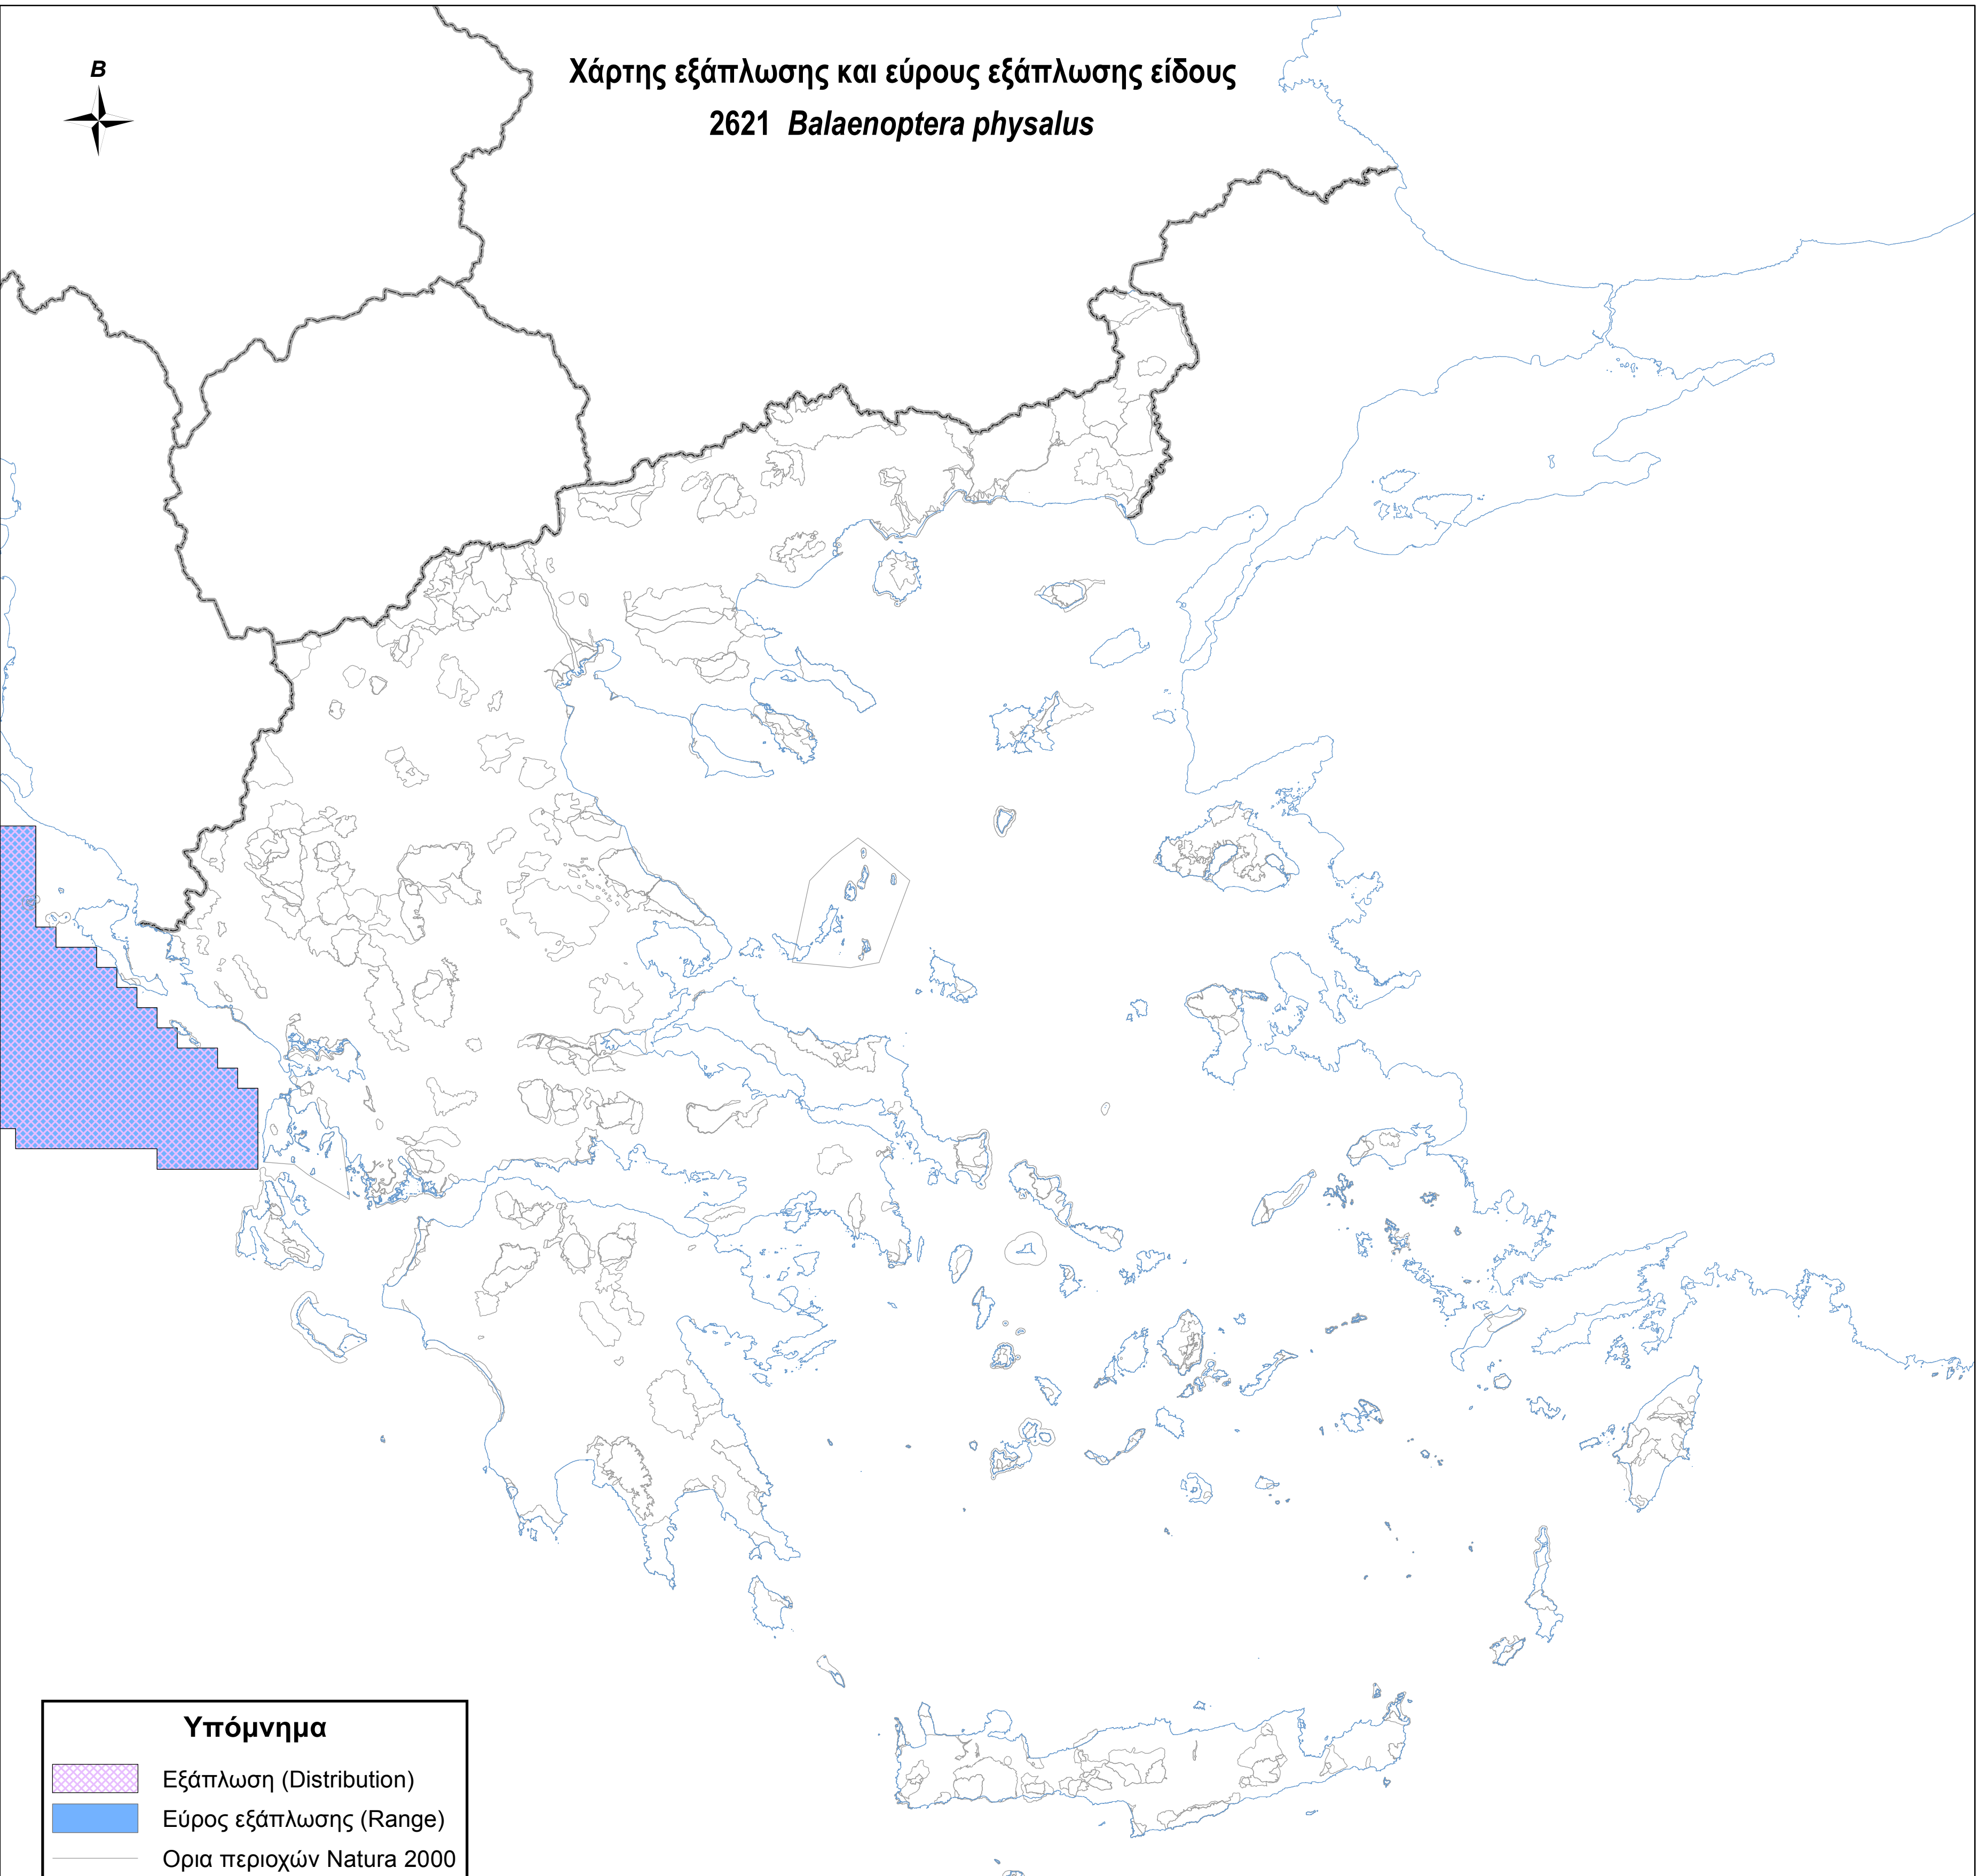 Χάρτης εξάπλωσης και εύρους εξάπλωσης είδους
2621 Balaenoptera physalus
Β
Υπόμνημα
Εξάπλωση (Distribution)
Εύρος εξάπλωσης (Range)
Ορια περιοχών Natura 2000